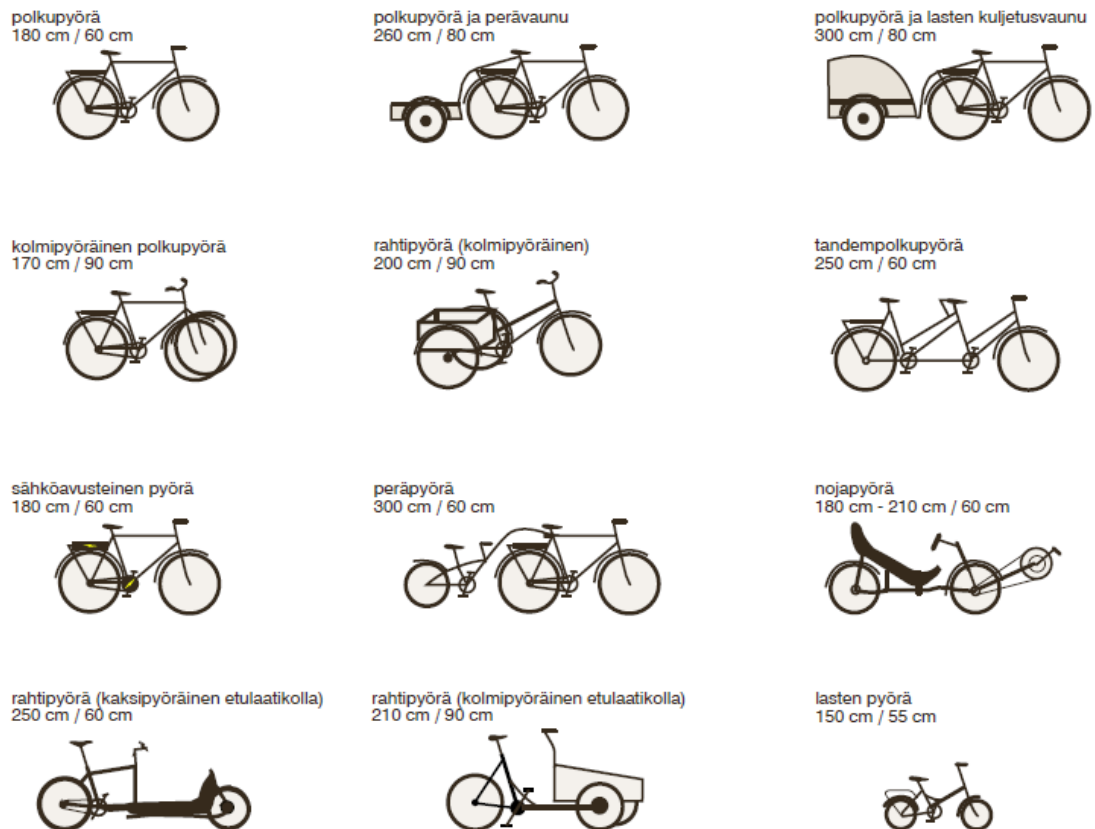 polkupyörä
180 cm / 60 cm
polkupyörä ja perävaunu
260 cm / 80 cm
polkupyörä ja lasten kuljetusvaunu
300 cm / 80 cm
kolmipyöräinen polkupyörä
170 cm / 90 cm
rahtipyörä (kolmipyöräinen)
200 cm / 90 cm
tandempolkupyörä
250 cm / 60 cm
sähköavusteinen pyörä
180 cm / 60 cm
peräpyörä
300 cm / 60 cm
nojapyörä
180 cm - 210 cm / 60 cm
rahtipyörä (kaksipyöräinen etulaatikolla)
250 cm / 60 cm
rahtipyörä (kolmipyöräinen etulaatikolla)
210 cm / 90 cm
lasten pyörä
150 cm / 55 cm